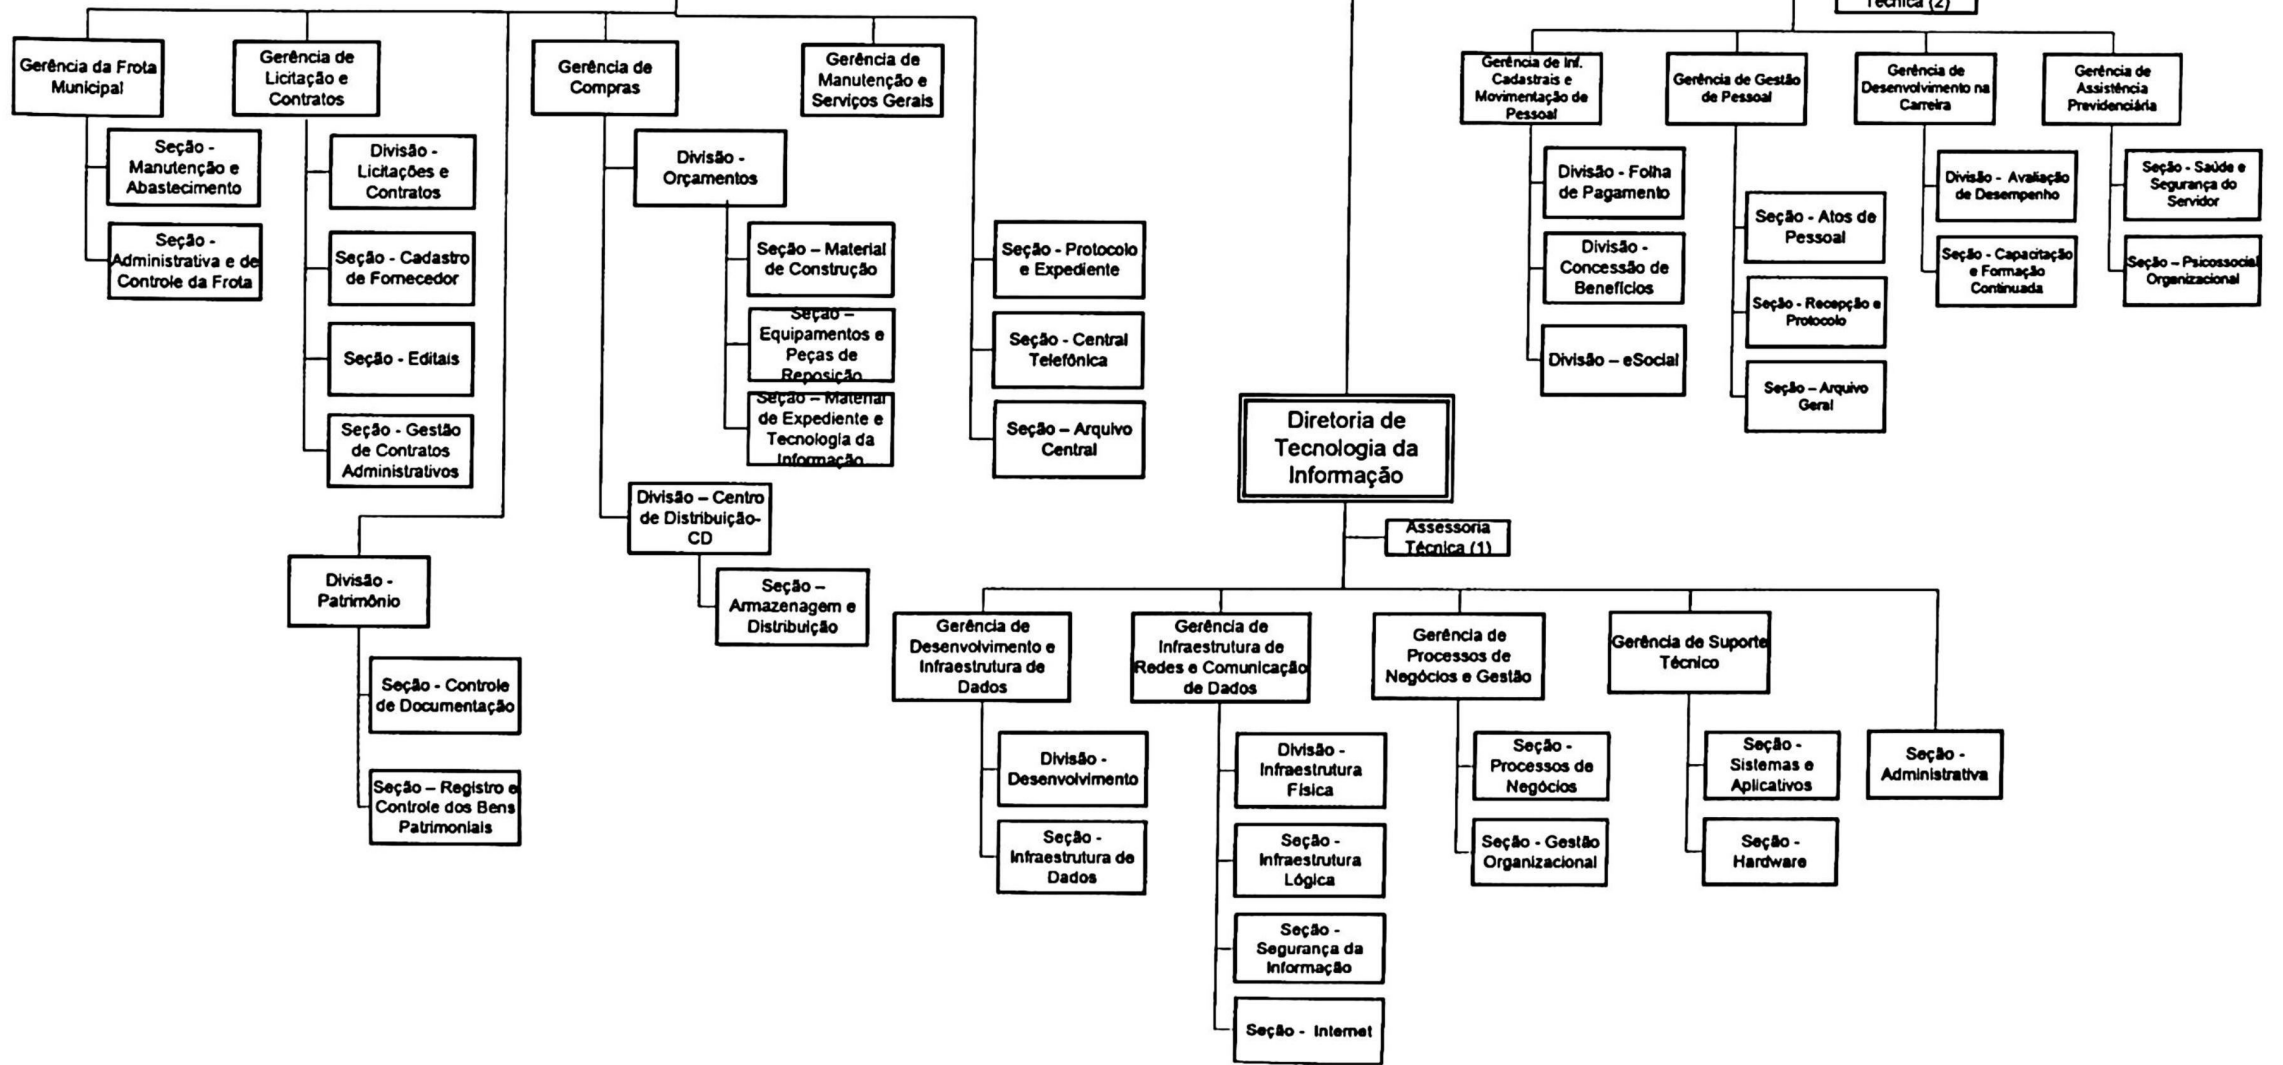 Técnica (2)
Gerência da Frota
Municipal
Seção -
Manutenção e
Abastecimento
Seção -
Administrativa e de
Controle da Frota
Gerência de
Licitação e
Contratos
Divisão -
Licitações e
Contratos
Seção - Cadastro
de Fornecedor
Seção - Editais
Seção - Gestão
de Contratos
Administrativos
Divisão -
Patrimônio
Seção - Controle
de Documentação
Seção – Registro e
Controle dos Bens
Patrimoniais
Gerência de
Compras
Divisão -
Orçamentos
Seção – Material
de Construção
Seção –
Equipamentos e
Peças de
Reposição
Seção – Material
de Expediente e
Tecnologia da
Informação
Divisão – Centro
de Distribuição-
CD
Seção –
Armazenagem e
Distribuição
Gerência de
Manutenção e
Serviços Gerais
Seção - Protocolo
e Expediente
Seção - Central
Telefônica
Seção – Arquivo
Central
Gerência de Inf.
Cadastrais e
Movimentação de
Pessoal
Divisão - Folha
de Pagamento
Divisão -
Concessão de
Benefícios
Divisão – eSocial
Gerência de Gestão
de Pessoal
Seção - Atos de
Pessoal
Seção - Recepção e
Protocolo
Seção – Arquivo
Geral
Gerência de
Desenvolvimento na
Carreira
Divisão - Avaliação
de Desempenho
Seção - Capacitação
e Formação
Continuada
Gerência de
Assistência
Previdenciária
Seção - Saúde e
Segurança do
Servidor
Seção – Psicossocial
Organizacional
Diretoria de
Tecnologia da
Informação
Assessoria
Técnica (1)
Gerência de
Desenvolvimento e
Infraestrutura de
Dados
Divisão -
Desenvolvimento
Seção -
Infraestrutura de
Dados
Gerência de
Infraestrutura de
Redes e Comunicação
de Dados
Divisão -
Infraestrutura
Física
Seção -
Infraestrutura
Lógica
Seção -
Segurança da
Informação
Seção - Internet
Gerência de
Processos de
Negócios e Gestão
Seção -
Processos de
Negócios
Seção - Gestão
Organizacional
Gerência de Suporte
Técnico
Seção -
Sistemas e
Aplicativos
Seção -
Hardware
Seção -
Administrativa